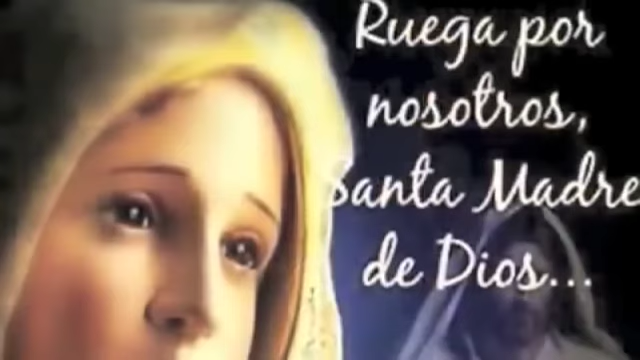 Ruega por
nosotros,
Santa Madre
de Dios...